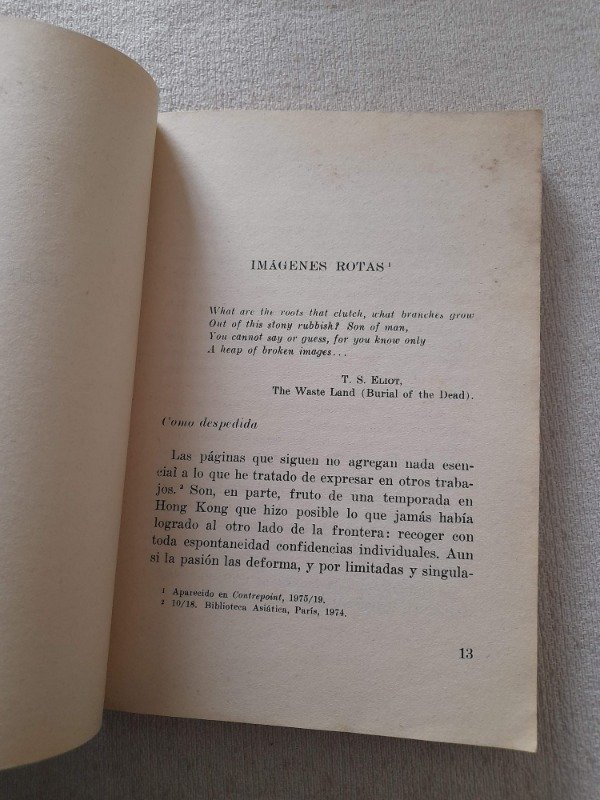 IMÁGENES ROTAS ¹
What are the roots that clutch, what branches grow
Out of this stony rubbish? Son of man,
You cannot say or guess, for you know only
A heap of broken images...
T. S. ELIOT,
The Waste Land (Burial of the Dead).
Como despedida
Las páginas que siguen no agregan nada esen-
cial a lo que he tratado de expresar en otros traba-
jos. ² Son, en parte, fruto de una temporada en
Hong Kong que hizo posible lo que jamás había
logrado al otro lado de la frontera: recoger con
toda espontaneidad confidencias individuales. Aun
si la pasión las deforma, y por limitadas y singula-
¹ Aparecido en Contrepoint, 1975/19.
² 10/18. Biblioteca Asiática, París, 1974.
13